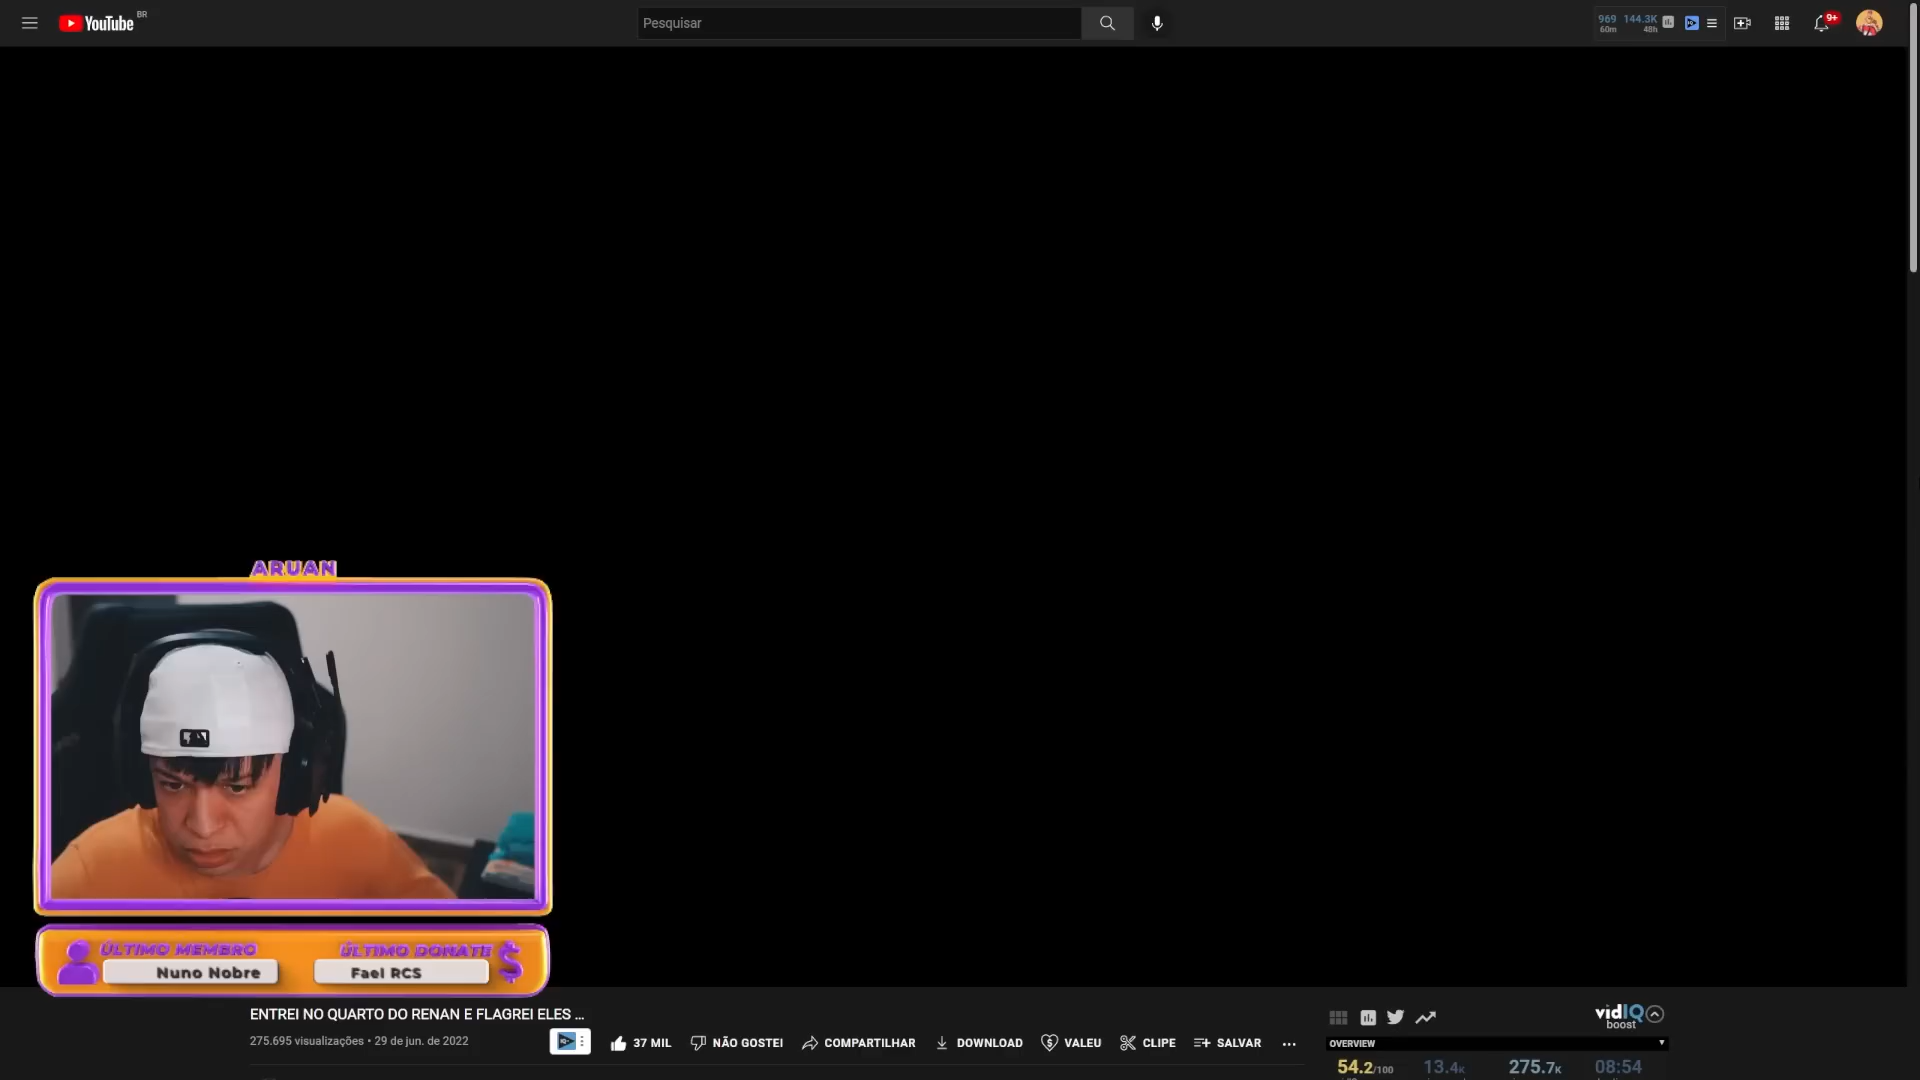 YouTube BR
Pesquisar
969 144.3K
60m 48h
9+
ARUAN
ÚLTIMO MEMBRO ÚLTIMO DONATE
Nuno Nobre Fael RCS
ENTREI NO QUARTO DO RENAN E FLAGREI ELES ...
275.695 visualizações • 29 de jun. de 2022
37 MIL NÃO GOSTEI COMPARTILHAR DOWNLOAD VALEU CLIPE SALVAR ...
vidIQ
boost
OVERVIEW
54.2/100 13.4K 275.7K 08:54